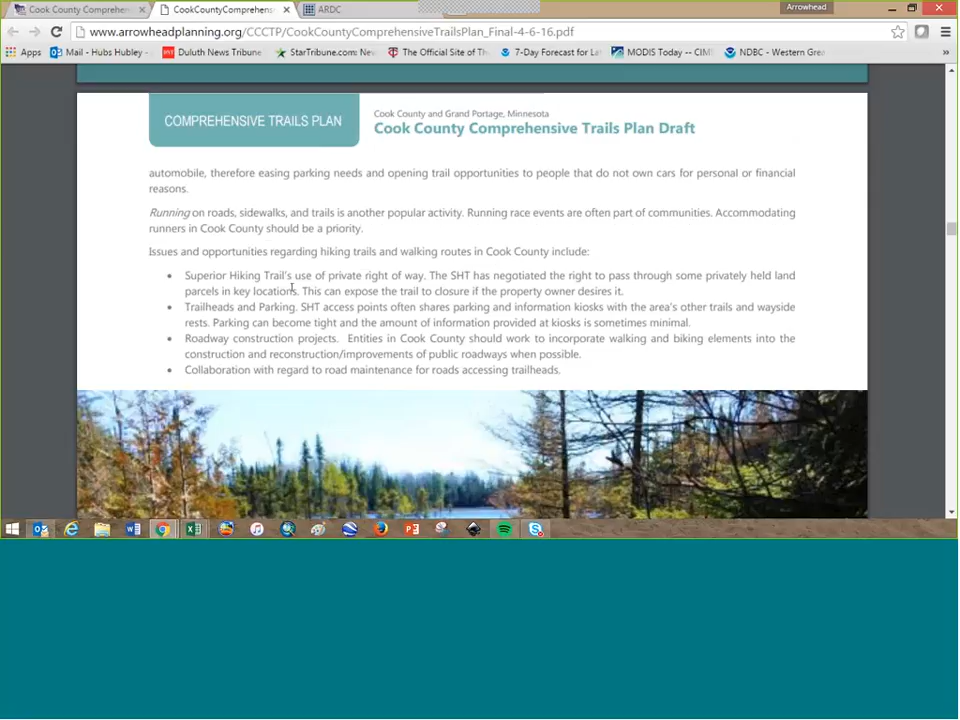 Cook County Comprehen
CookCountyComprehens
ARDC
Arrowhead
www.arrowheadplanning.org/CCCTP/CookCountyComprehensiveTrailsPlan_Final-4-6-16.pdf
Apps
Mail - Hubs Hubley -
Duluth News Tribune
StarTribune.com: New
The Official Site of Th
7-Day Forecast for La
MODIS Today -- CIM
NDBC - Western Grea
»
COMPREHENSIVE TRAILS PLAN
Cook County and Grand Portage, Minnesota
Cook County Comprehensive Trails Plan Draft
automobile, therefore easing parking needs and opening trail opportunities to people that do not own cars for personal or financial
reasons.
Running on roads, sidewalks, and trails is another popular activity. Running race events are often part of communities. Accommodating
runners in Cook County should be a priority.
Issues and opportunities regarding hiking trails and walking routes in Cook County include:
• Superior Hiking Trail's use of private right of way. The SHT has negotiated the right to pass through some privately held land
parcels in key locations. This can expose the trail to closure if the property owner desires it.
• Trailheads and Parking. SHT access points often shares parking and information kiosks with the area's other trails and wayside
rests. Parking can become tight and the amount of information provided at kiosks is sometimes minimal.
• Roadway construction projects. Entities in Cook County should work to incorporate walking and biking elements into the
construction and reconstruction/improvements of public roadways when possible.
• Collaboration with regard to road maintenance for roads accessing trailheads.